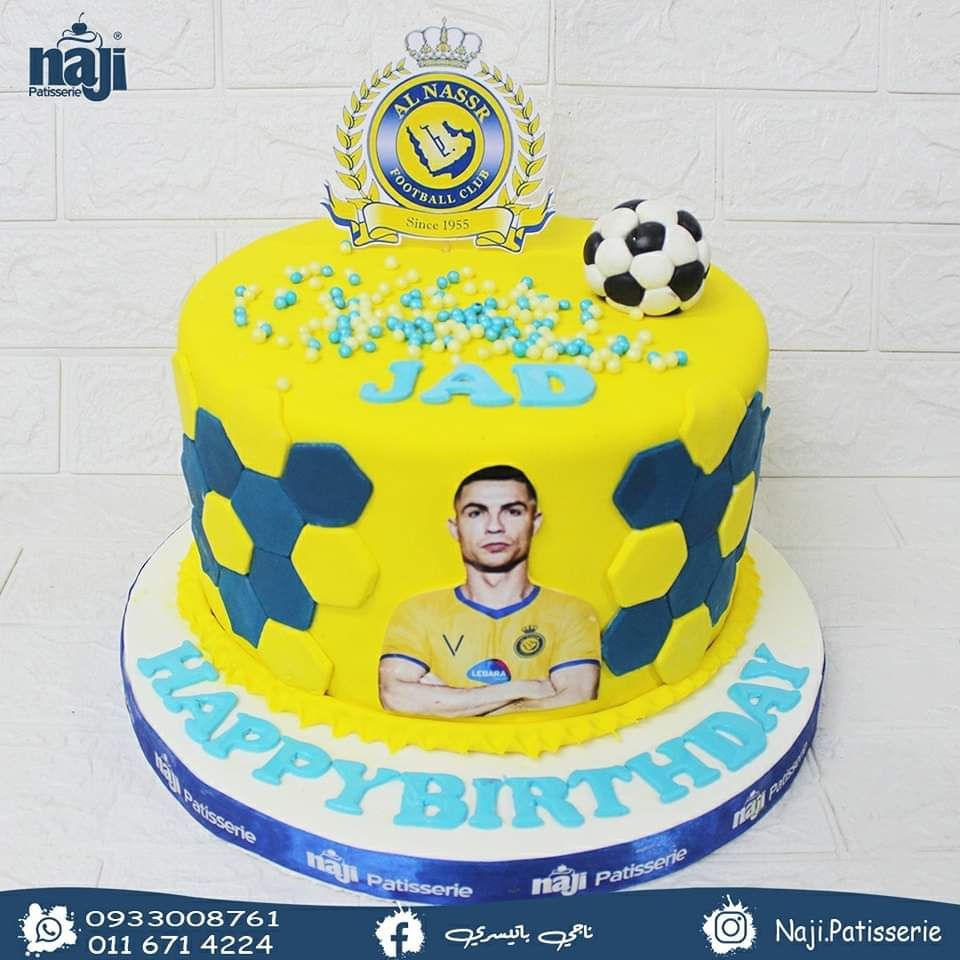 naji®
Patisserie
AL NASSR
FOOTBALL CLUB
Since 1955
JAD
LEBARA
HAPPYBIRTHDAY
naji Patisserie
naji Patisserie naji Patisserie
0933008761
011 671 4224
ناجي باتيسري
Naji.Patisserie